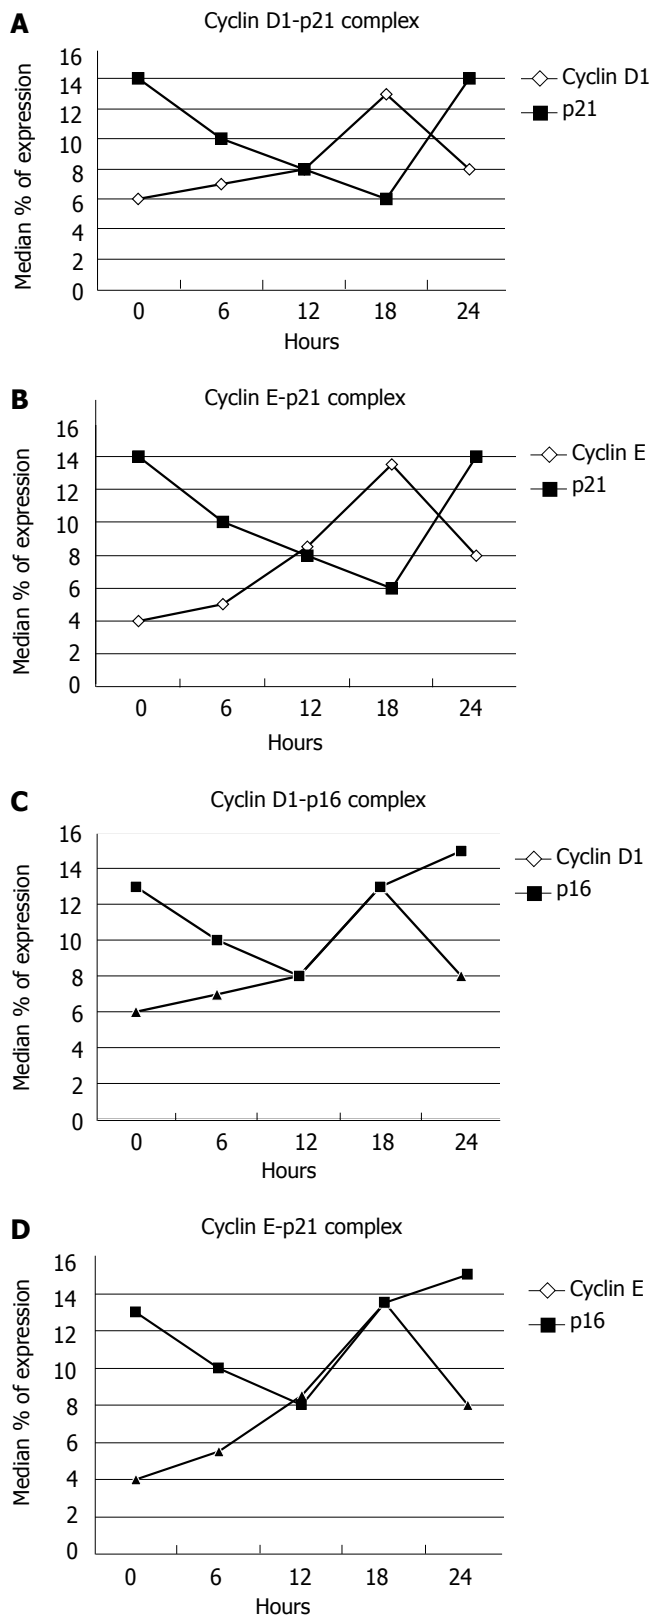 A
Cyclin D1-p21 complex
Median % of expression
16
14
12
10
8
6
4
2
0
0 6 12 18 24
Hours
Cyclin D1
p21
B
Cyclin E-p21 complex
Median % of expression
16
14
12
10
8
6
4
2
0
0 6 12 18 24
Hours
Cyclin E
p21
C
Cyclin D1-p16 complex
Median % of expression
16
14
12
10
8
6
4
2
0
0 6 12 18 24
Hours
Cyclin D1
p16
D
Cyclin E-p21 complex
Median % of expression
16
14
12
10
8
6
4
2
0
0 6 12 18 24
Hours
Cyclin E
p16